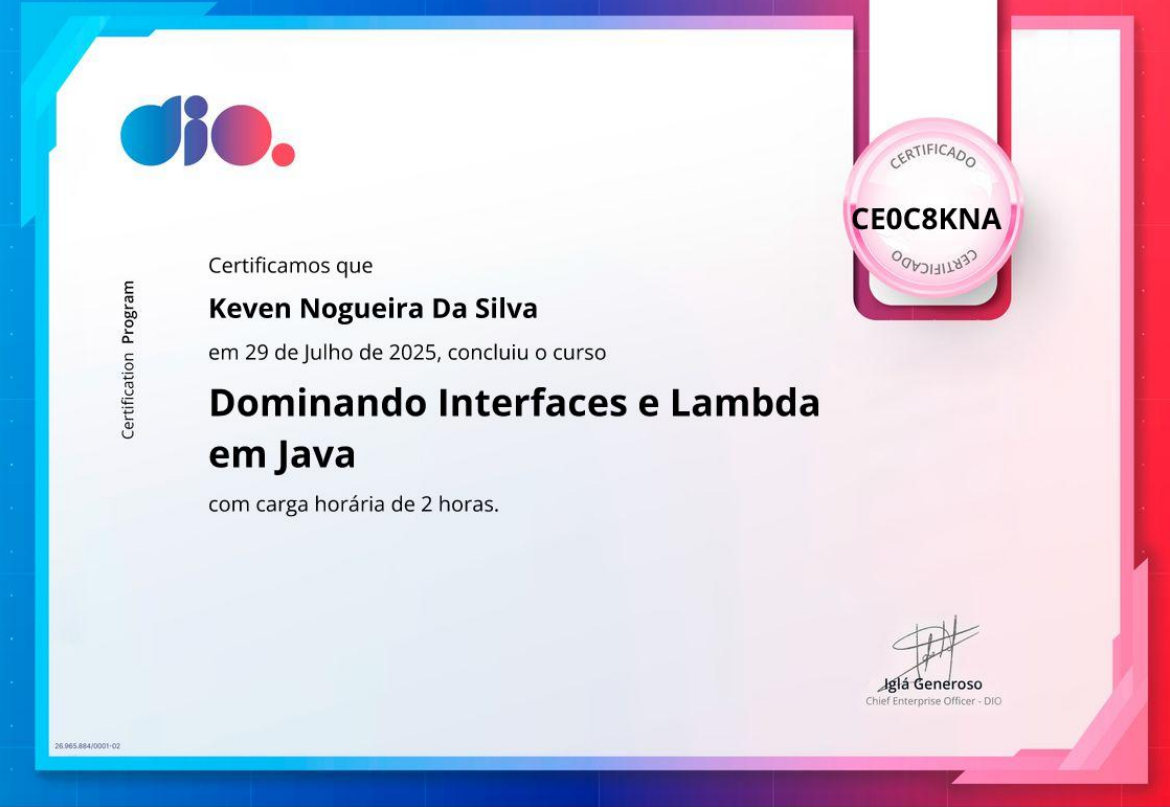 dio.
CERTIFICADO
CE0C8KNA
CERTIFICADO
Certificamos que
Keven Nogueira Da Silva
em 29 de Julho de 2025, concluiu o curso
Dominando Interfaces e Lambda
em Java
com carga horária de 2 horas.
Certification Program
Iglá Generoso
Chief Enterprise Officer - DIO
26.965.884/0001-02